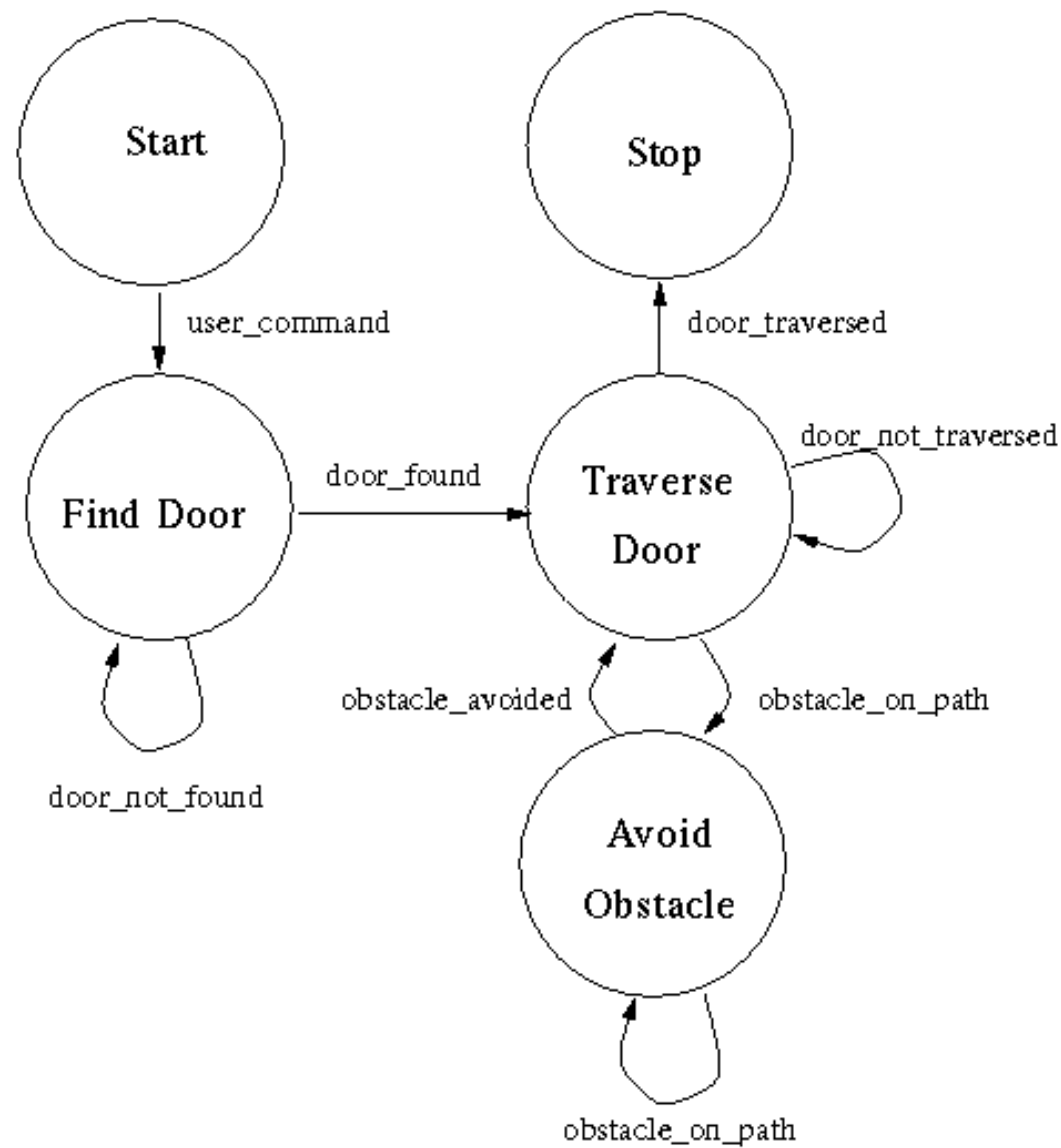 Start
Stop
user_command
door_traversed
door_not_traversed
door_found
Find Door
Traverse
Door
obstacle_avoided
obstacle_on_path
door_not_found
Avoid
Obstacle
obstacle_on_path